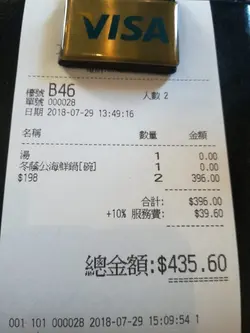 VISA
檯號 B46 人數 2
單號 000028
日期 2018-07-29 13:49:16
名稱 數量 金額
湯 1 0.00
冬蔭公海鮮鍋[碗] 1 0.00
$198 2 396.00
合計: $396.00
+10% 服務費: $39.60
總金額:$435.60
001 101 000028 2018-07-29 15:09:54 1